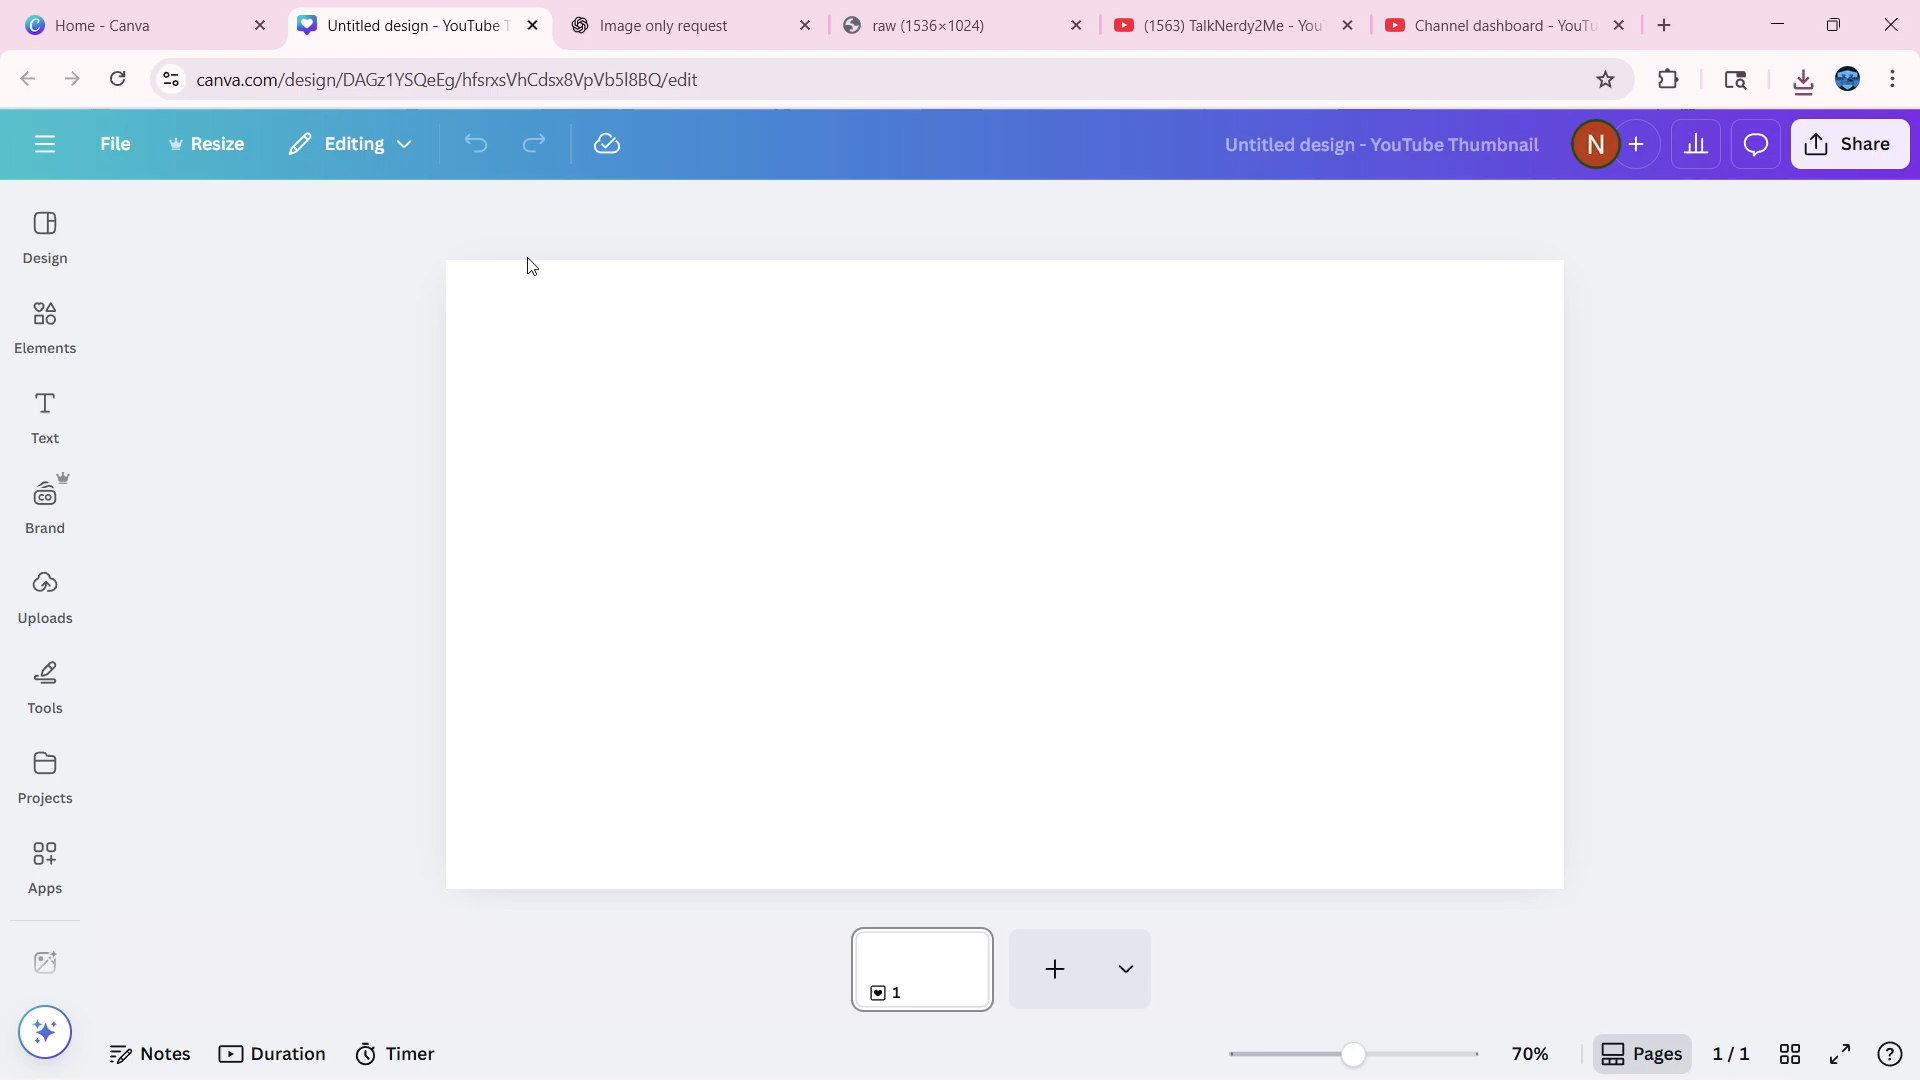 Home - Canva
Untitled design - YouTube T
Image only request
raw (1536×1024)
(1563) TalkNerdy2Me - You
Channel dashboard - YouTu
canva.com/design/DAGz1YSQeEg/hfsrxsVhCdsx8VpVb5l8BQ/edit
File
Resize
Editing
Untitled design - YouTube Thumbnail
N
Share
Design
Elements
Text
Brand
CO
Uploads
Tools
Projects
Apps
1
Notes
Duration
Timer
70%
Pages
1 / 1